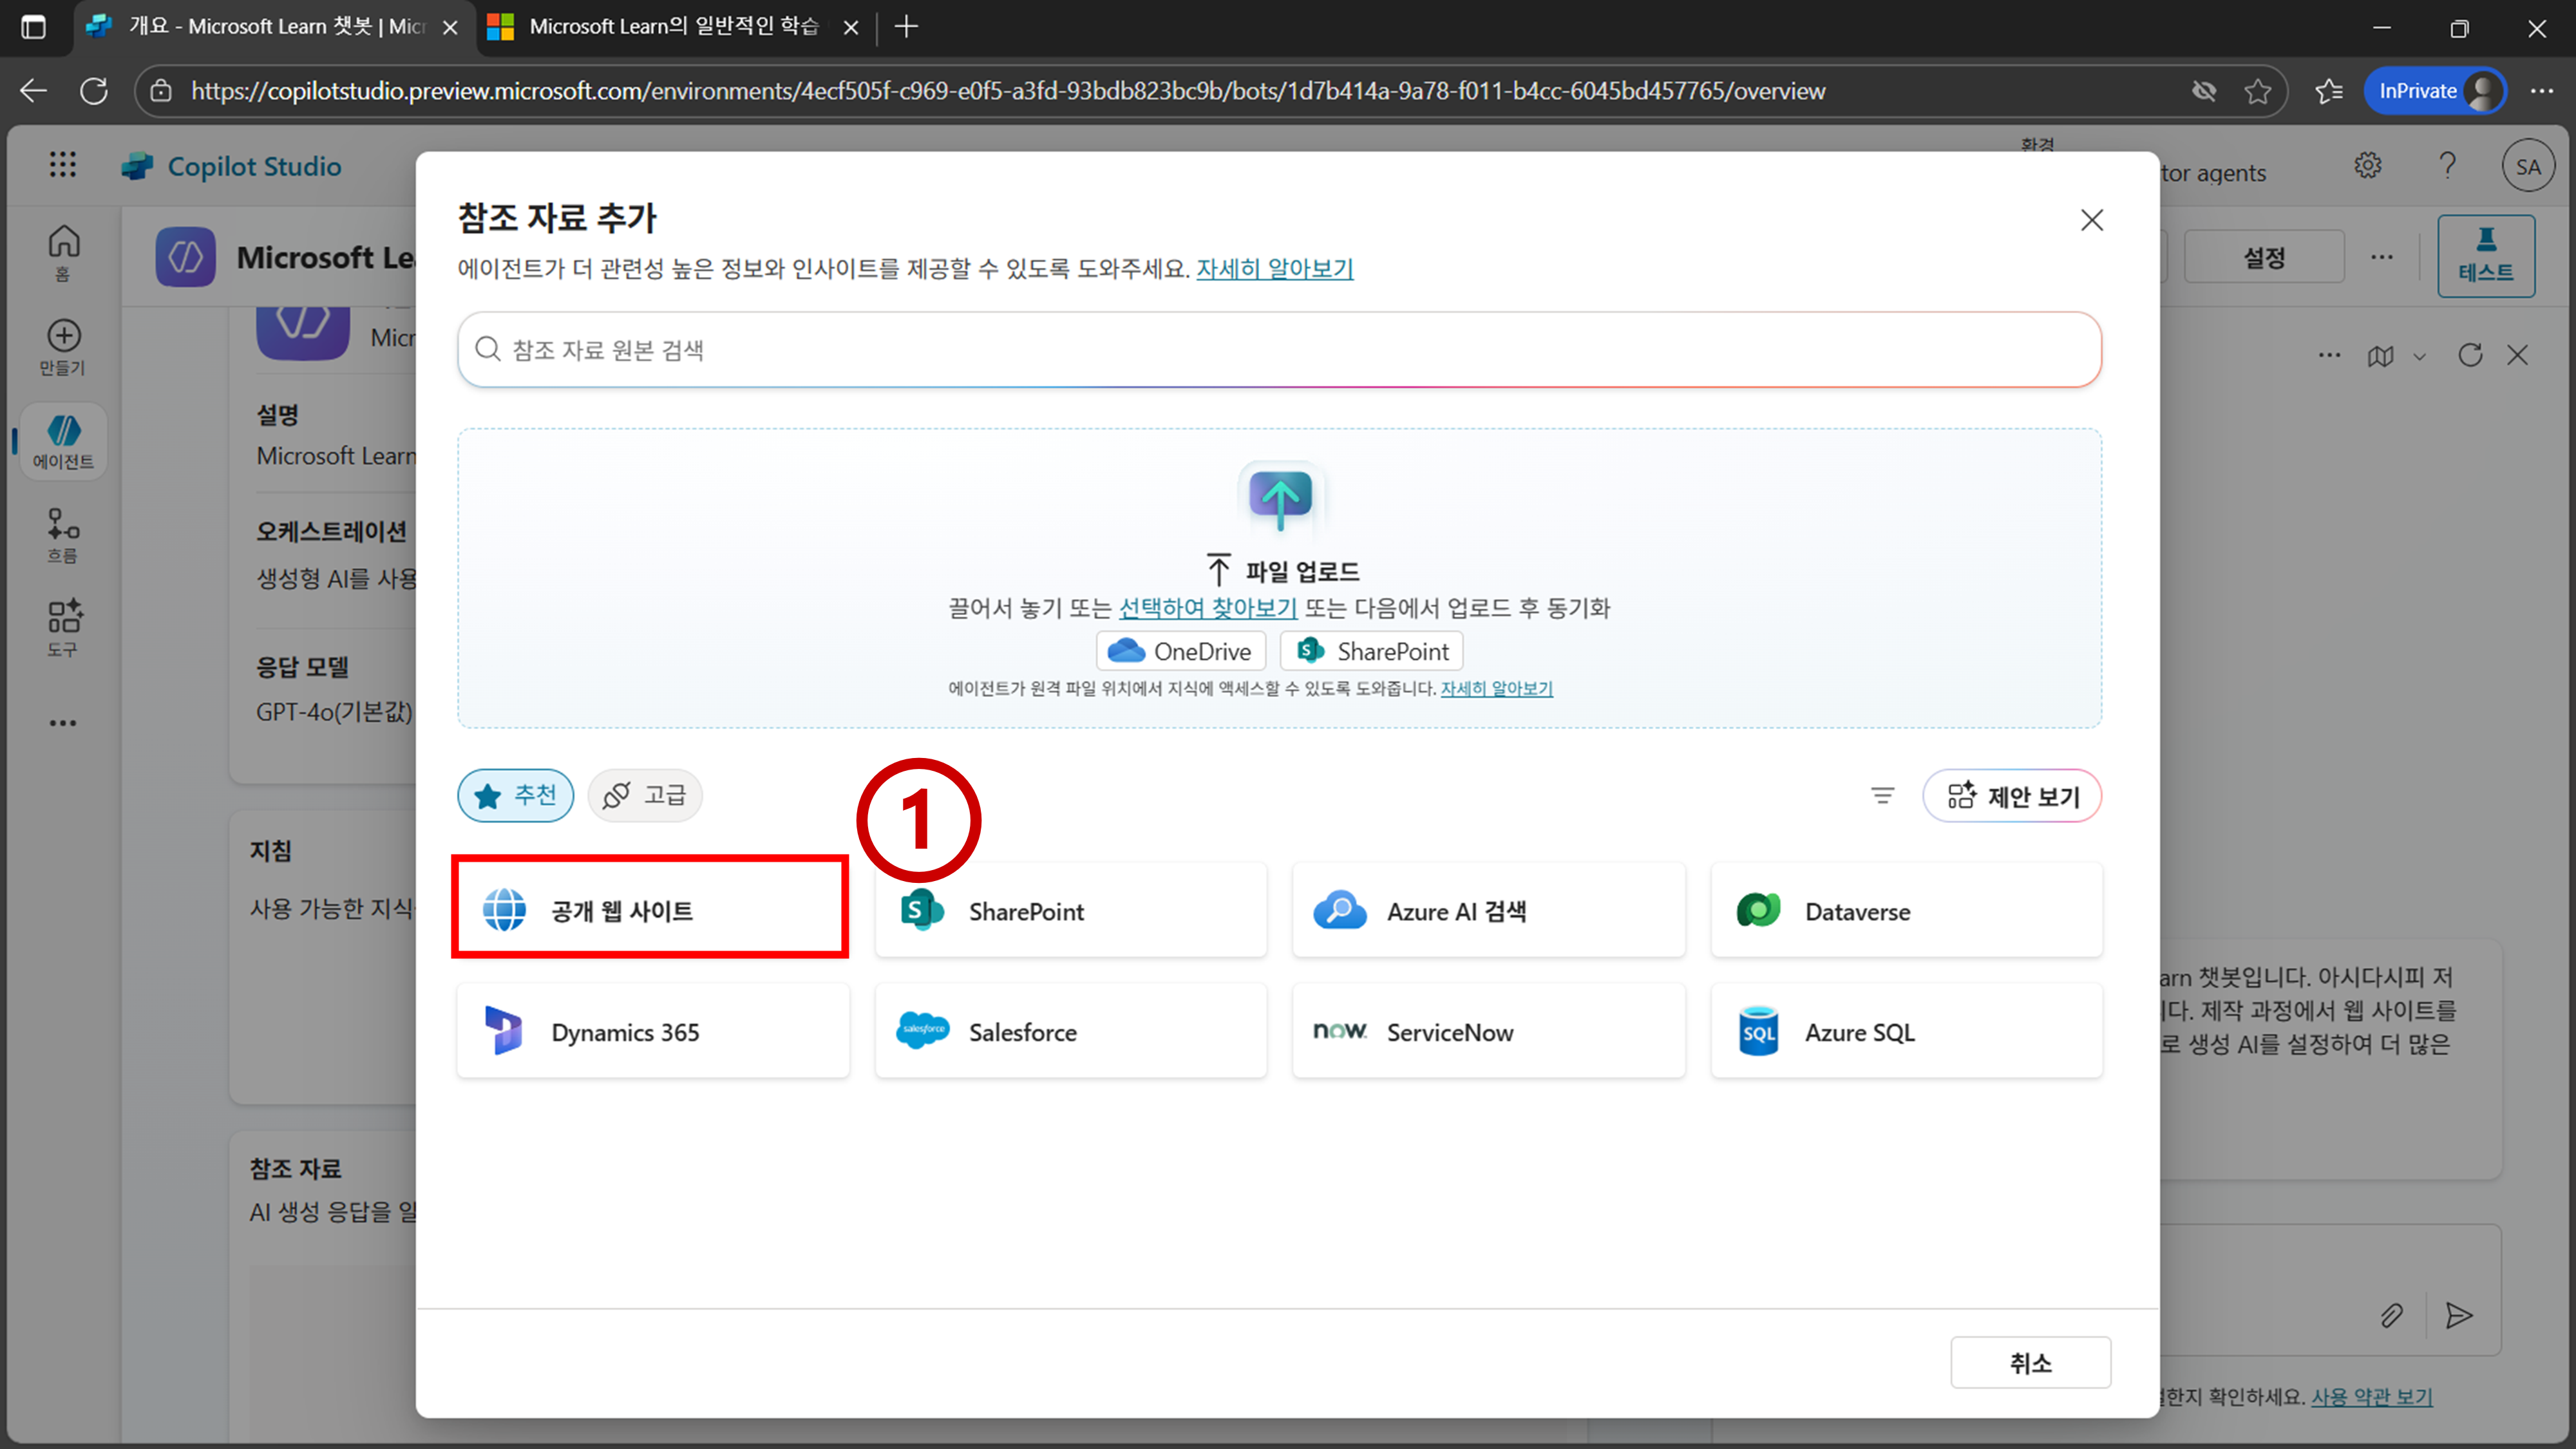 개요 - Microsoft Learn 챗봇 | Micr
Microsoft Learn의 일반적인 학습
https://copilotstudio.preview.microsoft.com/environments/4ecf505f-c969-e0f5-a3fd-93bdb823bc9b/bots/1d7b414a-9a78-f011-b4cc-6045bd457765/overview
InPrivate
Copilot Studio
환경
tor agents
SA
홈
만들기
에이전트
흐름
도구
Microsoft Le
설정
테스트
Micr
설명
Microsoft Learn
오케스트레이션
생성형 AI를 사용
응답 모델
GPT-4o(기본값)
지침
사용 가능한 지식
참조 자료
AI 생성 응답을 일
참조 자료 추가
에이전트가 더 관련성 높은 정보와 인사이트를 제공할 수 있도록 도와주세요. 자세히 알아보기
참조 자료 원본 검색
파일 업로드
끌어서 놓기 또는 선택하여 찾아보기 또는 다음에서 업로드 후 동기화
OneDrive
SharePoint
에이전트가 원격 파일 위치에서 지식에 액세스할 수 있도록 도와줍니다. 자세히 알아보기
추천
고급
1
제안 보기
공개 웹 사이트
SharePoint
Azure AI 검색
Dataverse
Dynamics 365
salesforce
Salesforce
now.
ServiceNow
SQL
Azure SQL
취소
arn 챗봇입니다. 아시다시피 저
다. 제작 과정에서 웹 사이트를
로 생성 AI를 설정하여 더 많은
한지 확인하세요. 사용 약관 보기